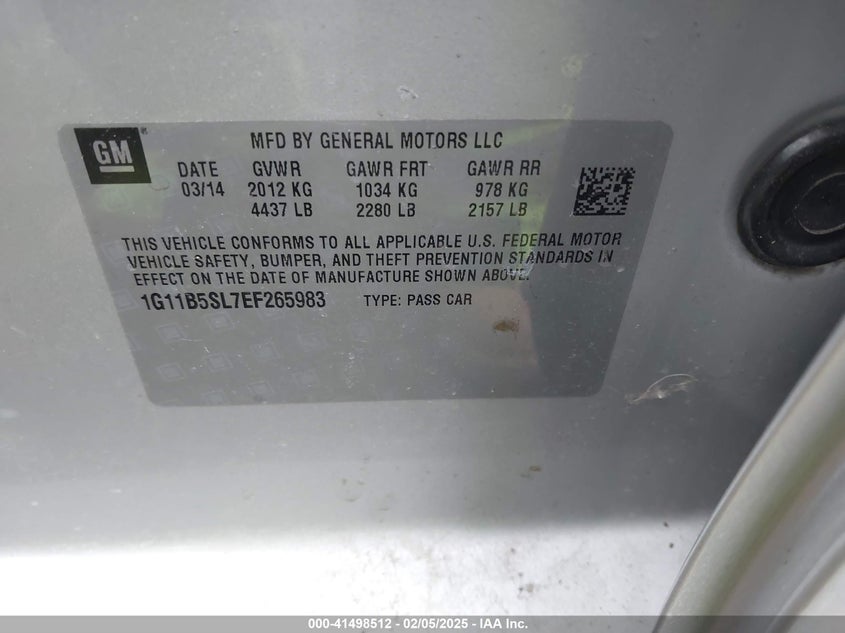 GM®
MFD BY GENERAL MOTORS LLC
DATE GVWR GAWR FRT GAWR RR
03/14 2012 KG 1034 KG 978 KG
4437 LB 2280 LB 2157 LB
THIS VEHICLE CONFORMS TO ALL APPLICABLE U.S. FEDERAL MOTOR
VEHICLE SAFETY, BUMPER, AND THEFT PREVENTION STANDARDS IN
EFFECT ON THE DATE OF MANUFACTURE SHOWN ABOVE.
1G11B5SL7EF265983 TYPE: PASS CAR
000-41498512 - 02/05/2025 - IAA Inc.